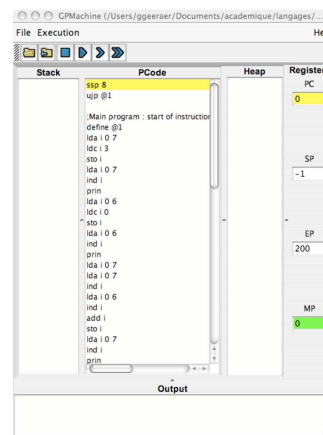 GPMachine (/Users/ggeeraer/Documents/academique/langages/...
File Execution He
Stack PCode Heap Register
ssp 8
ujp @1
;Main program : start of instruction
define @1
lda i 0 7
ldc i 3
sto i
lda i 0 7
ind i
prin
lda i 0 6
ldc i 0
sto i
lda i 0 6
ind i
prin
lda i 0 7
lda i 0 7
ind i
lda i 0 6
ind i
add i
sto i
lda i 0 7
ind i
prin
PC
0
SP
-1
EP
200
MP
0
Output